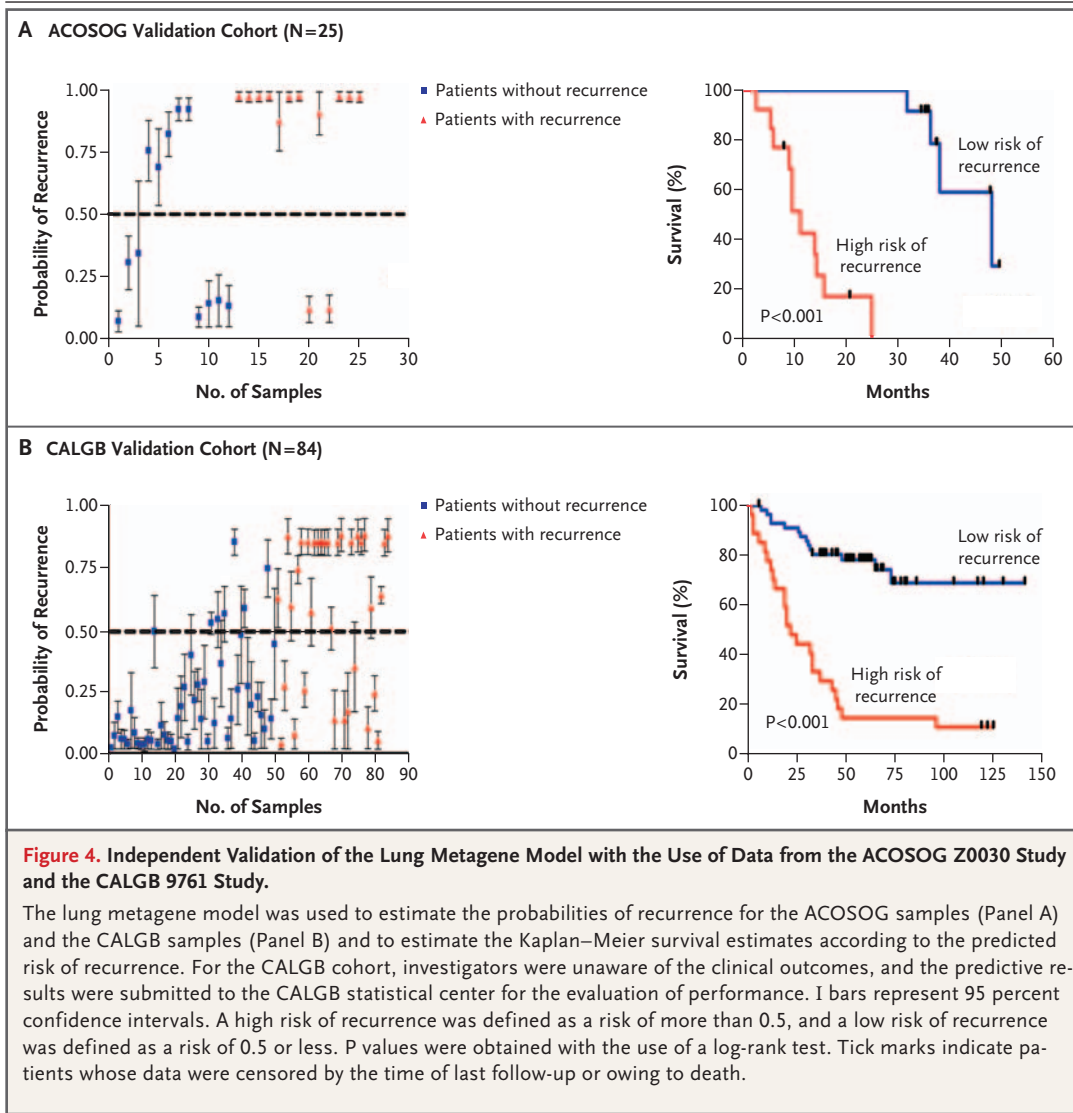 A ACOSOG Validation Cohort (N=25)
Probability of Recurrence
1.00
0.75
0.50
0.25
0.00
0 5 10 15 20 25 30
No. of Samples
Patients without recurrence
Patients with recurrence
Survival (%)
100
80
60
40
20
0
Low risk of
recurrence
High risk of
recurrence
P<0.001
0 10 20 30 40 50 60
Months
B CALGB Validation Cohort (N=84)
Probability of Recurrence
1.00
0.75
0.50
0.25
0.00
0 10 20 30 40 50 60 70 80 90
No. of Samples
Patients without recurrence
Patients with recurrence
Survival (%)
100
80
60
40
20
0
Low risk of
recurrence
High risk of
recurrence
P<0.001
0 25 50 75 100 125 150
Months
Figure 4. Independent Validation of the Lung Metagene Model with the Use of Data from the ACOSOG Z0030 Study
and the CALGB 9761 Study.
The lung metagene model was used to estimate the probabilities of recurrence for the ACOSOG samples (Panel A)
and the CALGB samples (Panel B) and to estimate the Kaplan–Meier survival estimates according to the predicted
risk of recurrence. For the CALGB cohort, investigators were unaware of the clinical outcomes, and the predictive re-
sults were submitted to the CALGB statistical center for the evaluation of performance. I bars represent 95 percent
confidence intervals. A high risk of recurrence was defined as a risk of more than 0.5, and a low risk of recurrence
was defined as a risk of 0.5 or less. P values were obtained with the use of a log-rank test. Tick marks indicate pa-
tients whose data were censored by the time of last follow-up or owing to death.